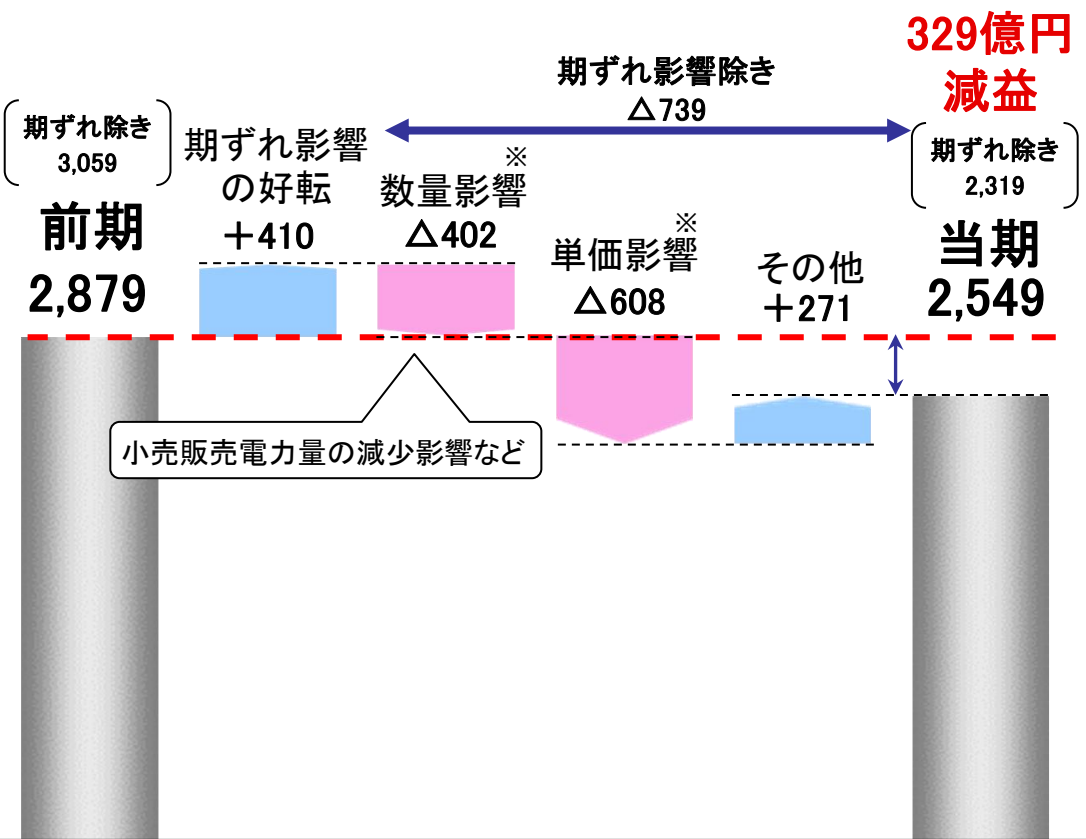 329億円
減益
期ずれ影響除き
△739
期ずれ除き
3,059
前期
2,879
期ずれ影響
の好転
＋410
※
数量影響
△402
※
単価影響
△608
その他
＋271
期ずれ除き
2,319
当期
2,549
小売販売電力量の減少影響など